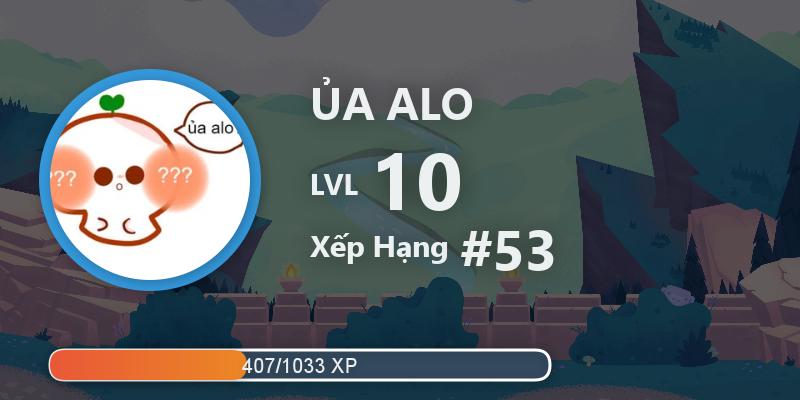 ủa alo
???
???
ỦA ALO
LVL 10
Xếp Hạng #53
407/1033 XP